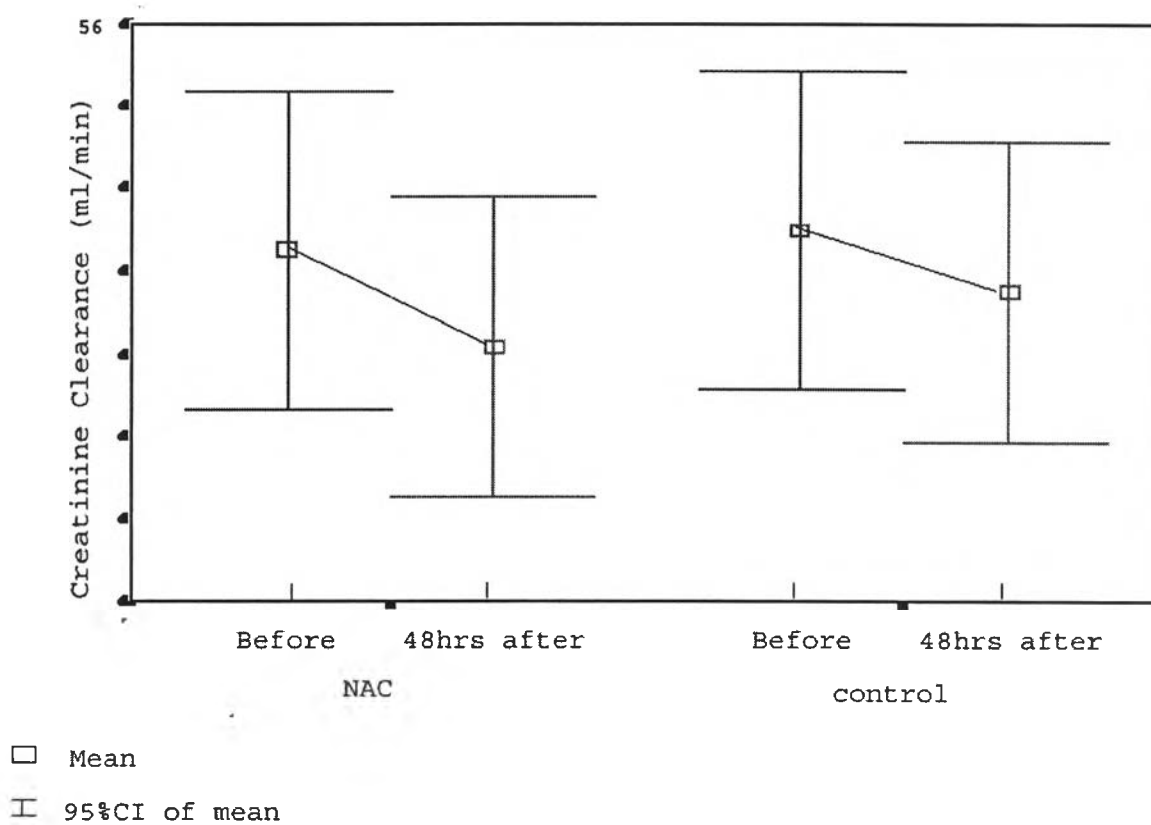 56
Creatinine Clearance (ml/min)
Before 48hrs after Before 48hrs after
NAC control
Mean
95%CI of mean